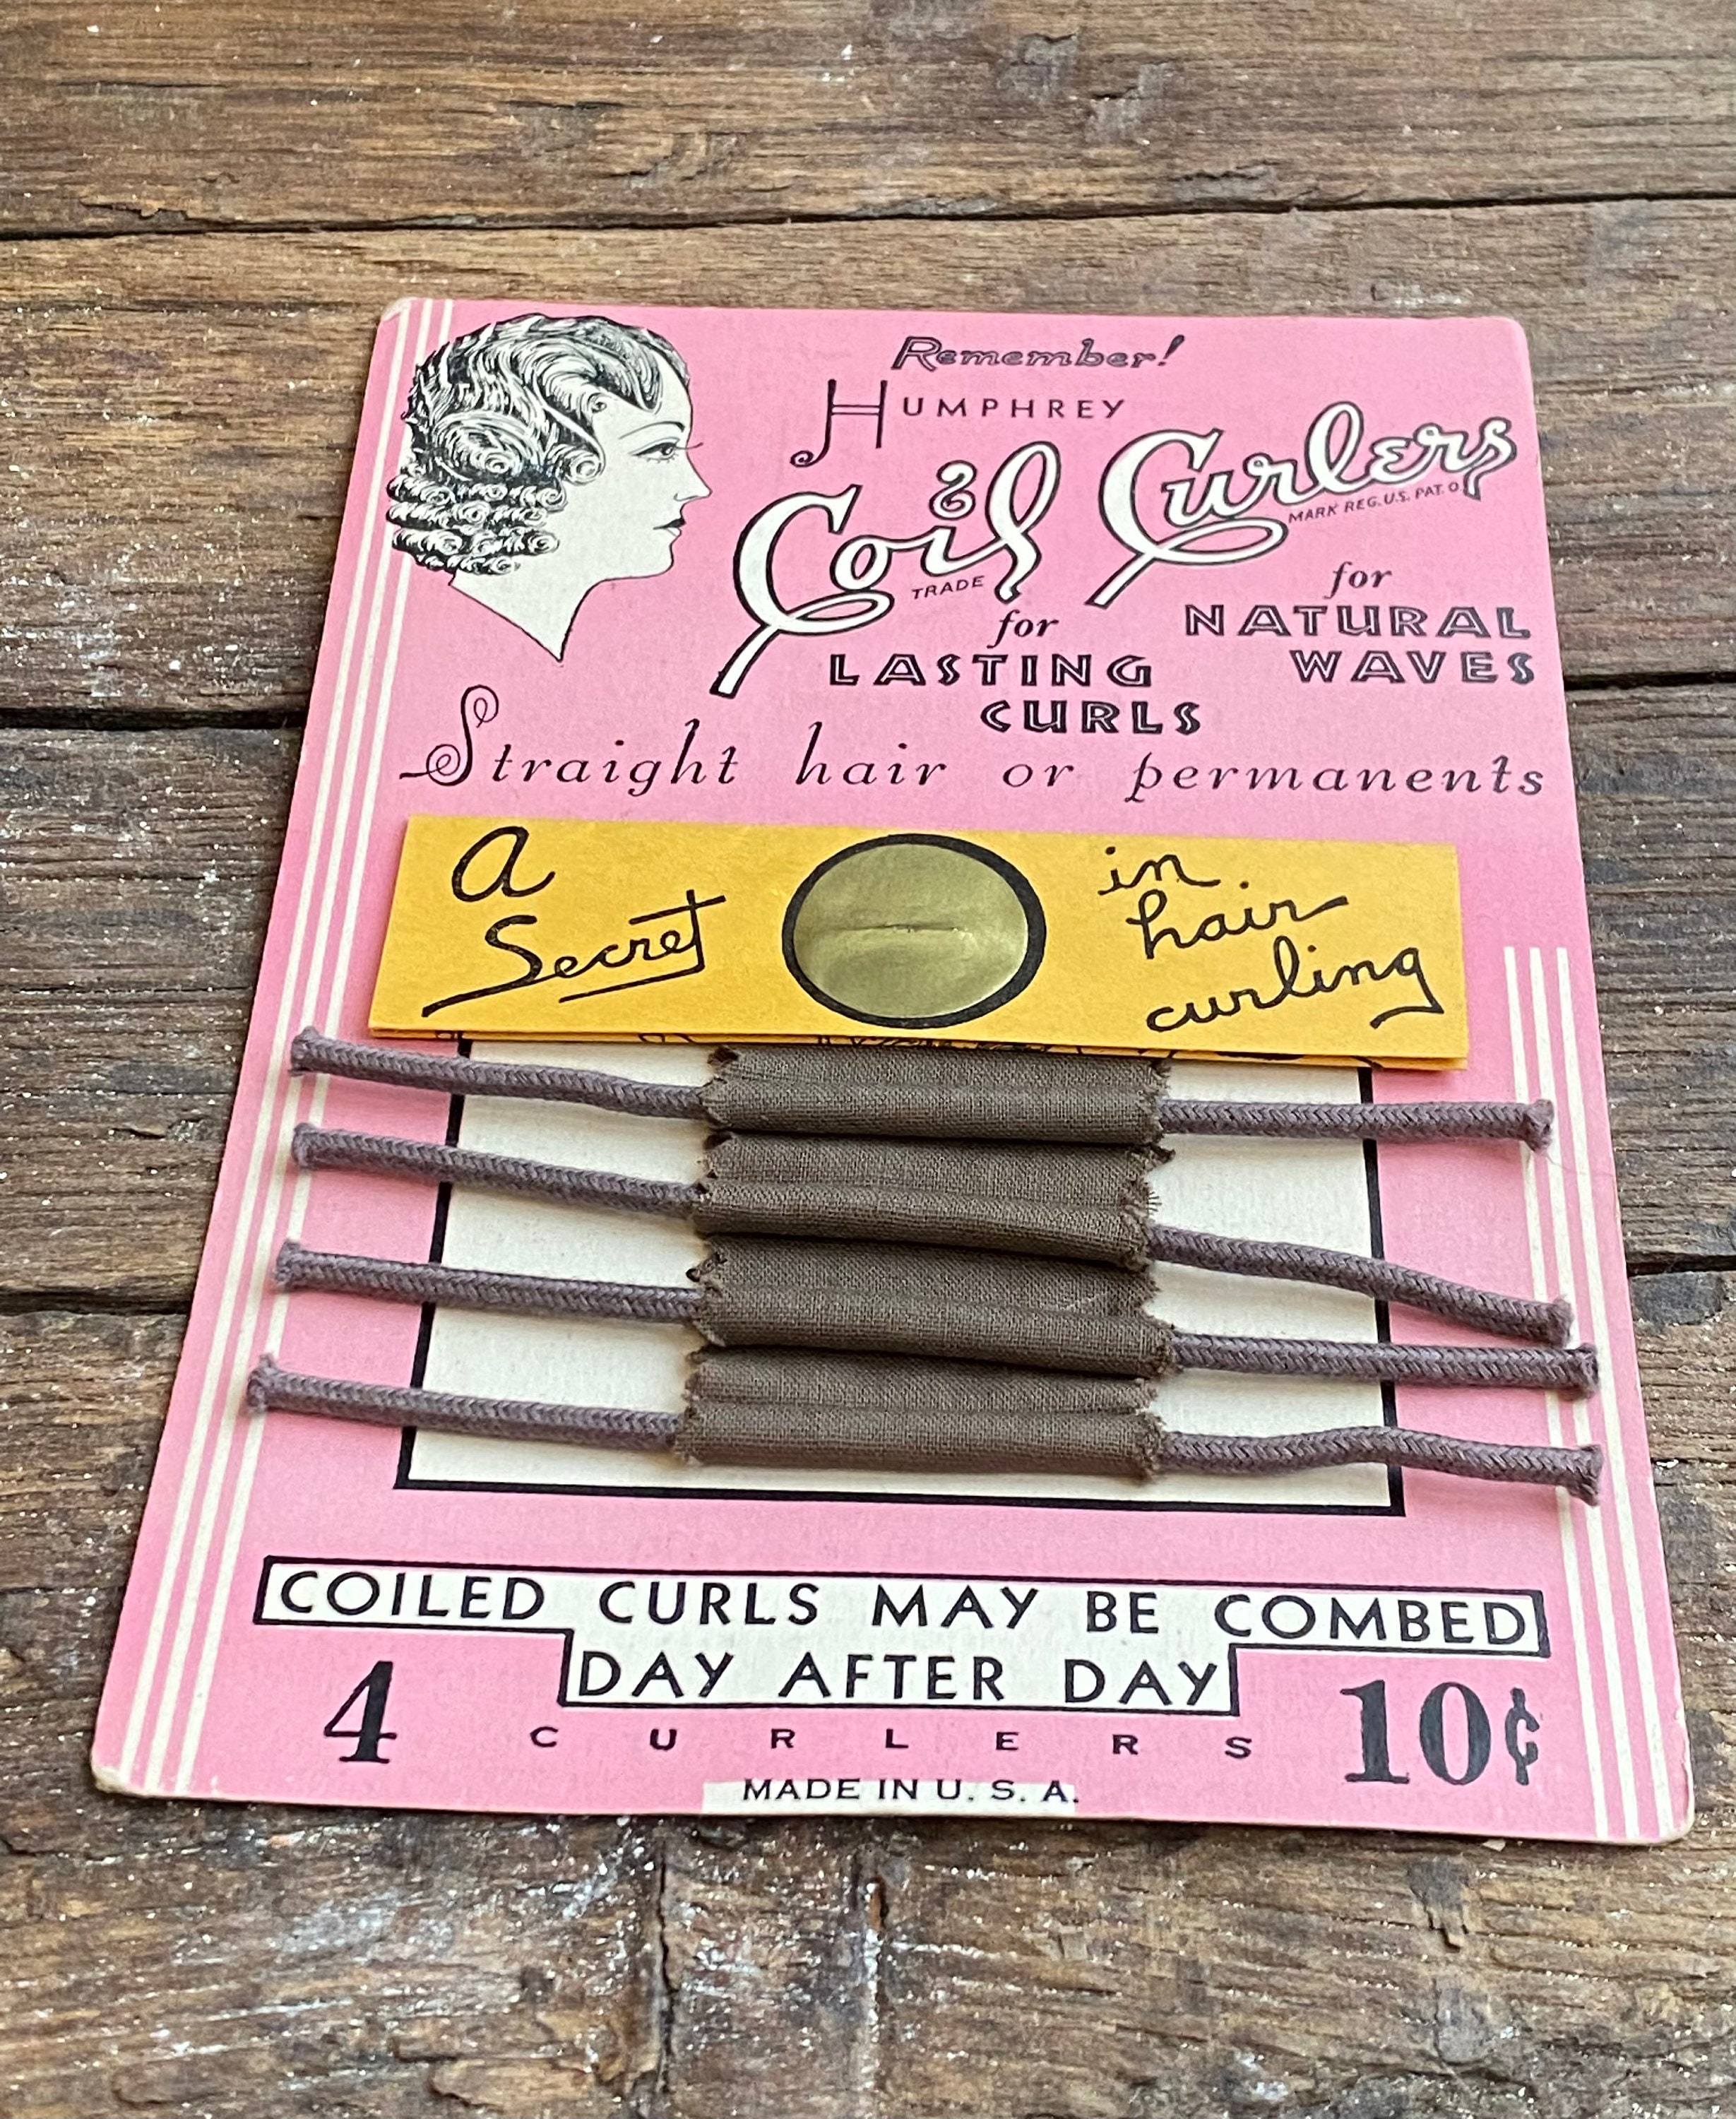 Remember!
HUMPHREY
Coil Curlers
TRADE MARK REG. U.S. PAT. O
for LASTING CURLS
for NATURAL WAVES
Straight hair or permanents
A Secret
in hair curling
COILED CURLS MAY BE COMBED
DAY AFTER DAY
4 CURLERS 10¢
MADE IN U. S. A.